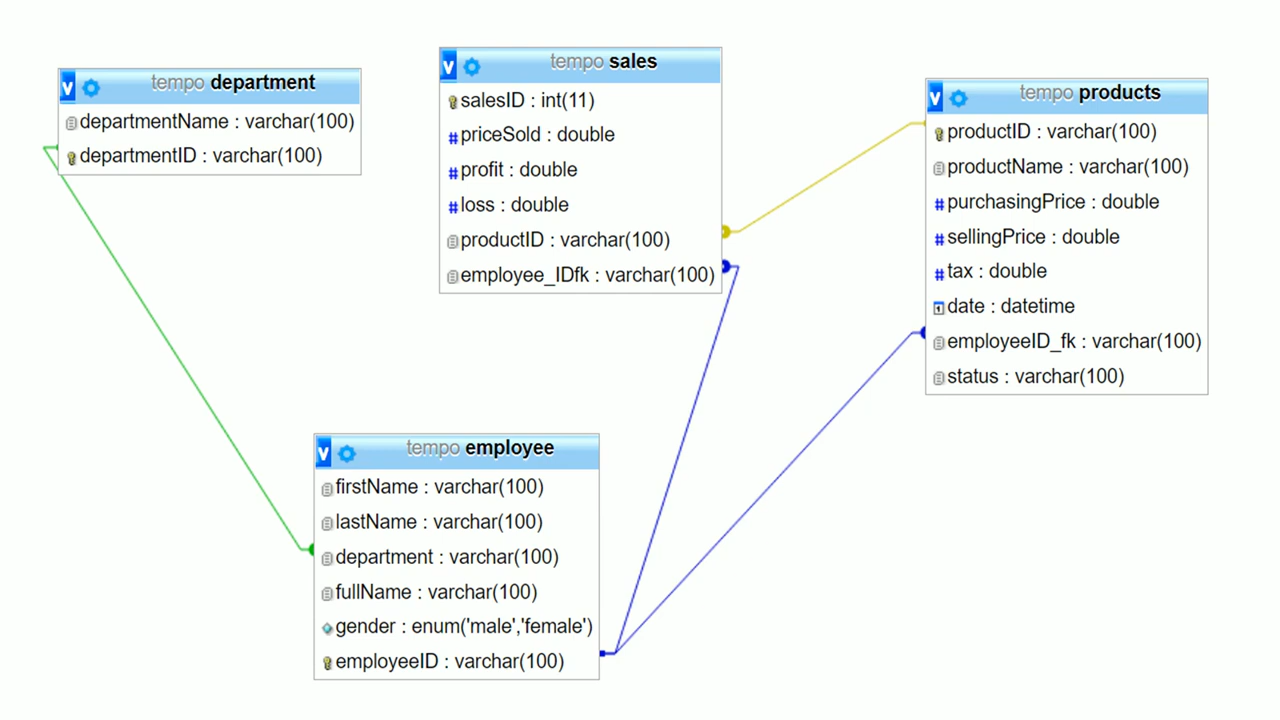 v tempo department
departmentName : varchar(100)
departmentID : varchar(100)
v tempo sales
salesID : int(11)
# priceSold : double
# profit : double
# loss : double
productID : varchar(100)
employee_IDfk : varchar(100)
v tempo products
productID : varchar(100)
productName : varchar(100)
# purchasingPrice : double
# sellingPrice : double
# tax : double
date : datetime
employeeID_fk : varchar(100)
status : varchar(100)
v tempo employee
firstName : varchar(100)
lastName : varchar(100)
department : varchar(100)
fullName : varchar(100)
gender : enum('male','female')
employeeID : varchar(100)